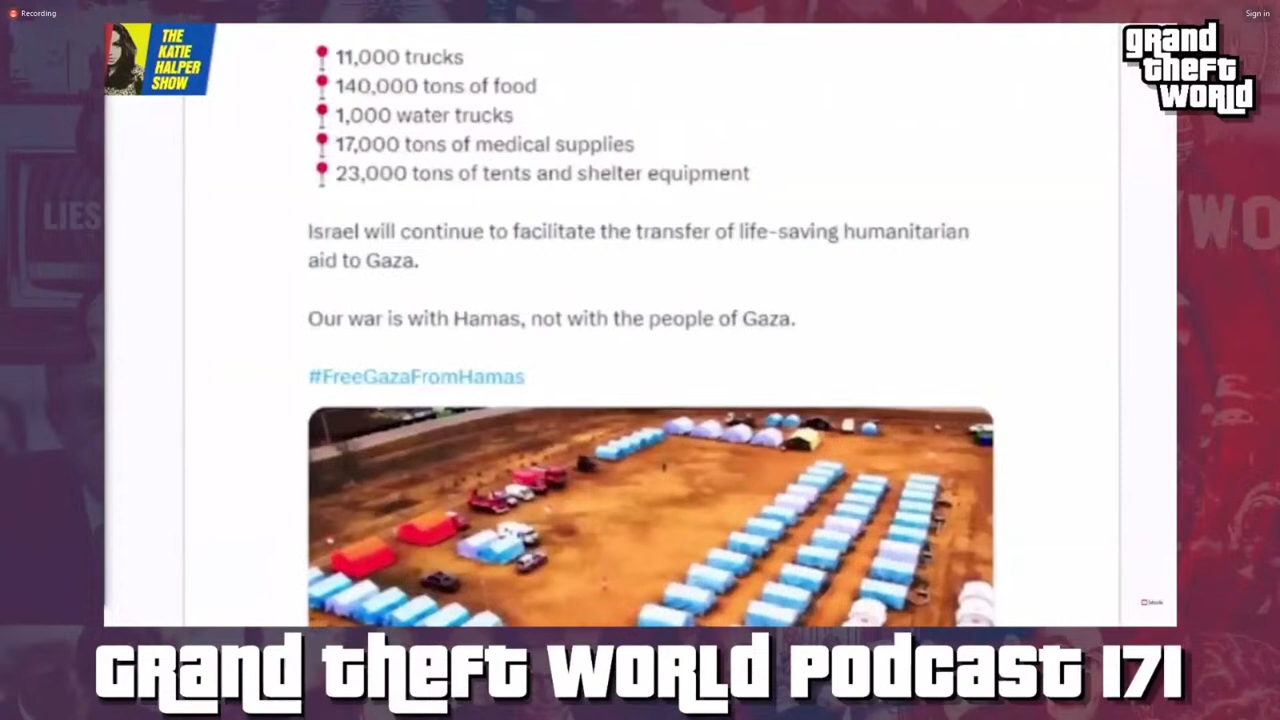 Recording
Sign in
THE
KATIE
HALPER
SHOW
grand
theft
WORLD
11,000 trucks
140,000 tons of food
1,000 water trucks
17,000 tons of medical supplies
23,000 tons of tents and shelter equipment
Israel will continue to facilitate the transfer of life-saving humanitarian
aid to Gaza.
Our war is with Hamas, not with the people of Gaza.
#FreeGazaFromHamas
LIES
WO
GRAND THEFT WORLD PODCAST 171